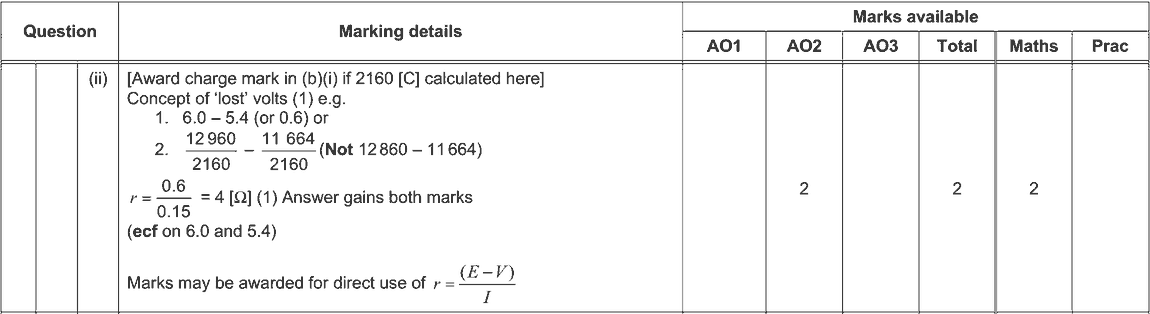 Question Marking details Marks available
AO1 AO2 AO3 Total Maths Prac
(ii) [Award charge mark in (b)(i) if 2160 [C] calculated here]
Concept of ‘lost’ volts (1) e.g.
1. 6.0 – 5.4 (or 0.6) or
2. 12 960/2160 – 11 664/2160 (Not 12 860 – 11 664)
r = 0.6/0.15 = 4 [Ω] (1) Answer gains both marks 2 2 2
(ecf on 6.0 and 5.4)
Marks may be awarded for direct use of r = (E – V)/I